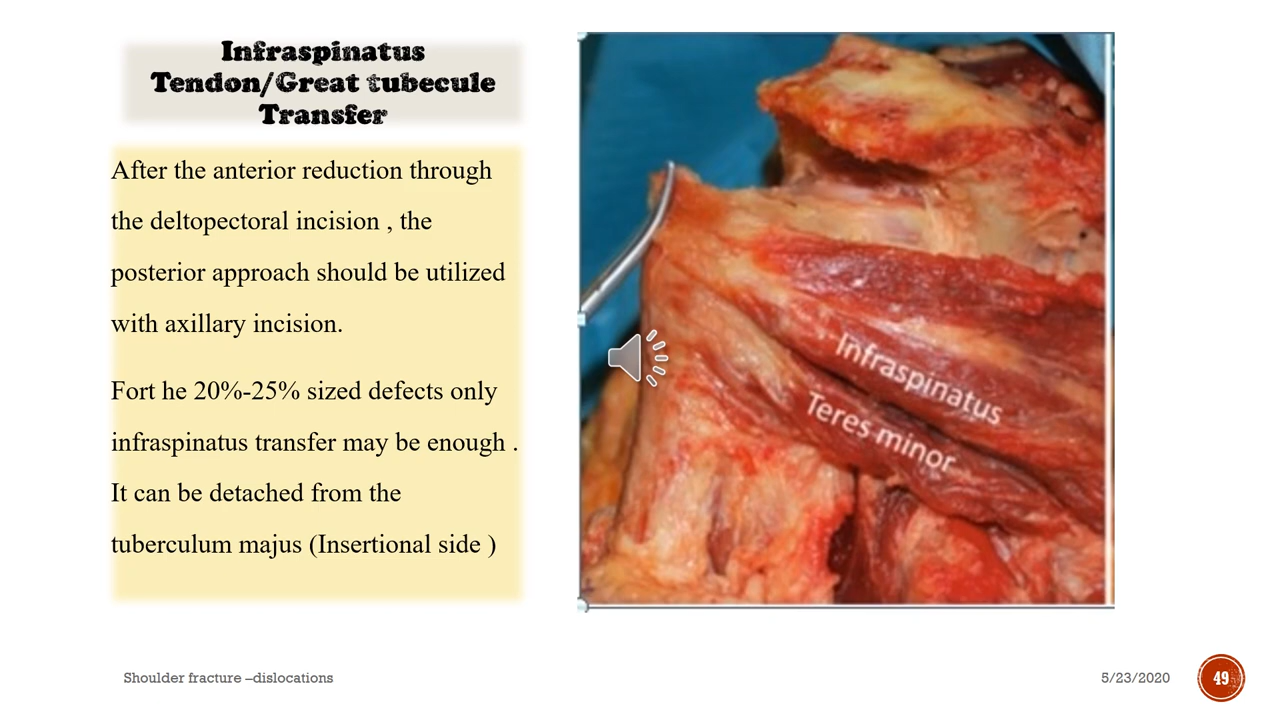 Infraspinatus
Tendon/Great tubecule
Transfer
After the anterior reduction through
the deltopectoral incision , the
posterior approach should be utilized
with axillary incision.
Fort he 20%-25% sized defects only
infraspinatus transfer may be enough .
It can be detached from the
tuberculum majus (Insertional side )
Infraspinatus
Teres minor
Shoulder fracture –dislocations
5/23/2020
49